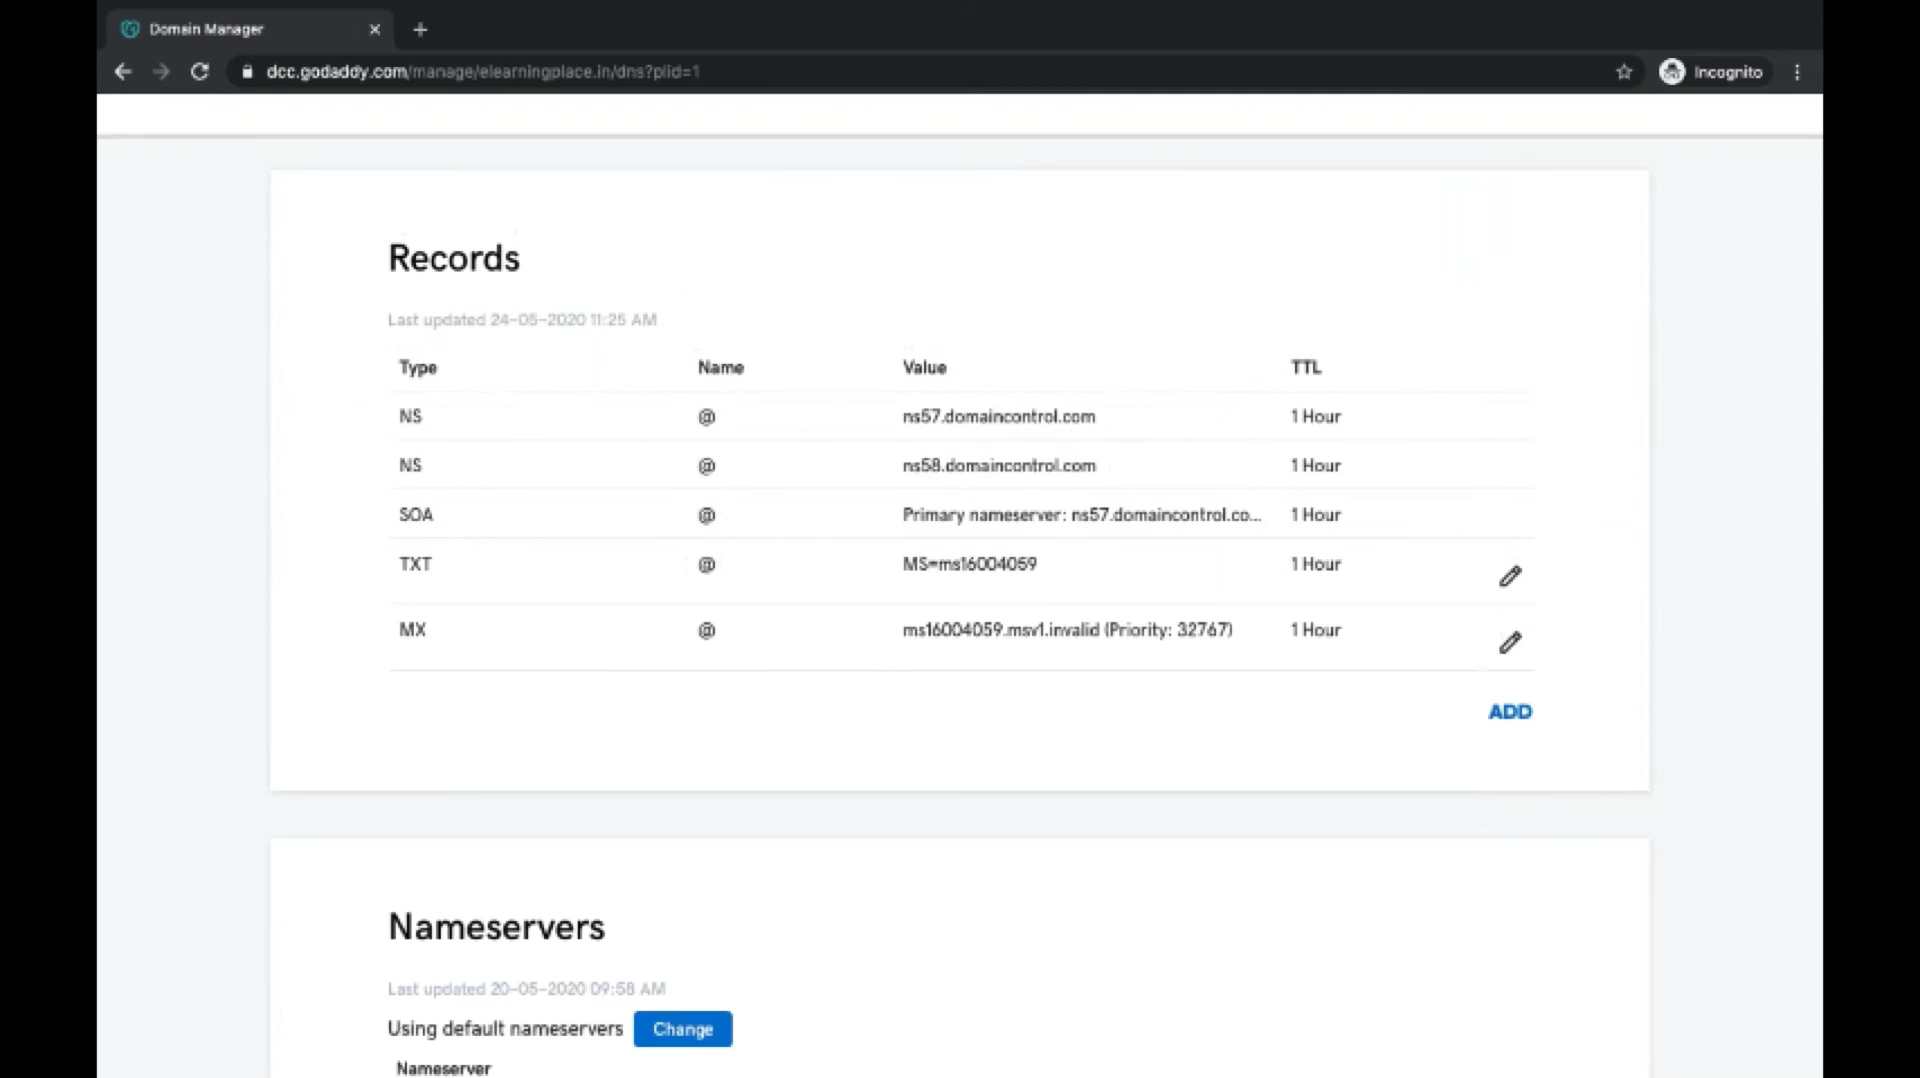 Domain Manager
dcc.godaddy.com/manage/elearningplace.in/dns?plid=1
Incognito
Records
Last updated 24-05-2020 11:25 AM
Type Name Value TTL
NS @ ns57.domaincontrol.com 1 Hour
NS @ ns58.domaincontrol.com 1 Hour
SOA @ Primary nameserver: ns57.domaincontrol.co... 1 Hour
TXT @ MS=ms16004059 1 Hour
MX @ ms16004059.msv1.invalid (Priority: 32767) 1 Hour
ADD
Nameservers
Last updated 20-05-2020 09:58 AM
Using default nameservers Change
Nameserver